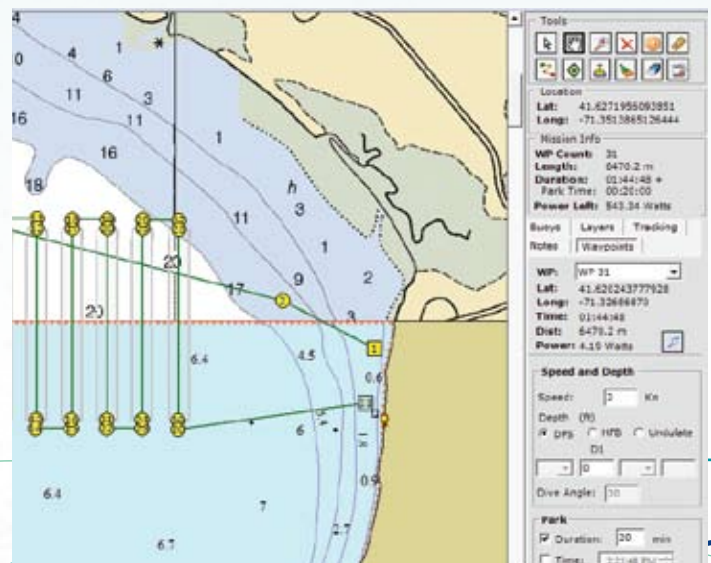 4
1
0
4
6
3
11
11
16
1
16
18
h
3
11
1
9
2
20
17
3
20
6.4
4.5
1
0.6
6
0.9
6.4
7
2.7
6.7
Tools
Location
Lat: 41.6271955093851
Long: -71.3513865126444
Mission Info
WP Count: 31
Length: 6470.2 m
Duration: 01:44:48 +
Park Time: 00:20:00
Power Left: 543.34 Watts
Buoys Layers Tracking
Notes Waypoints
WP: WP 31
Lat: 41.620243777928
Long: -71.32686870
Time: 01:44:48
Dist: 6470.2 m
Power: 4.19 Watts
Speed and Depth
Speed: 3 Kn
Depth (ft)
DFS HFB Undulate
D1
0
Dive Angle: 30
Park
Duration: 20 min
Time: